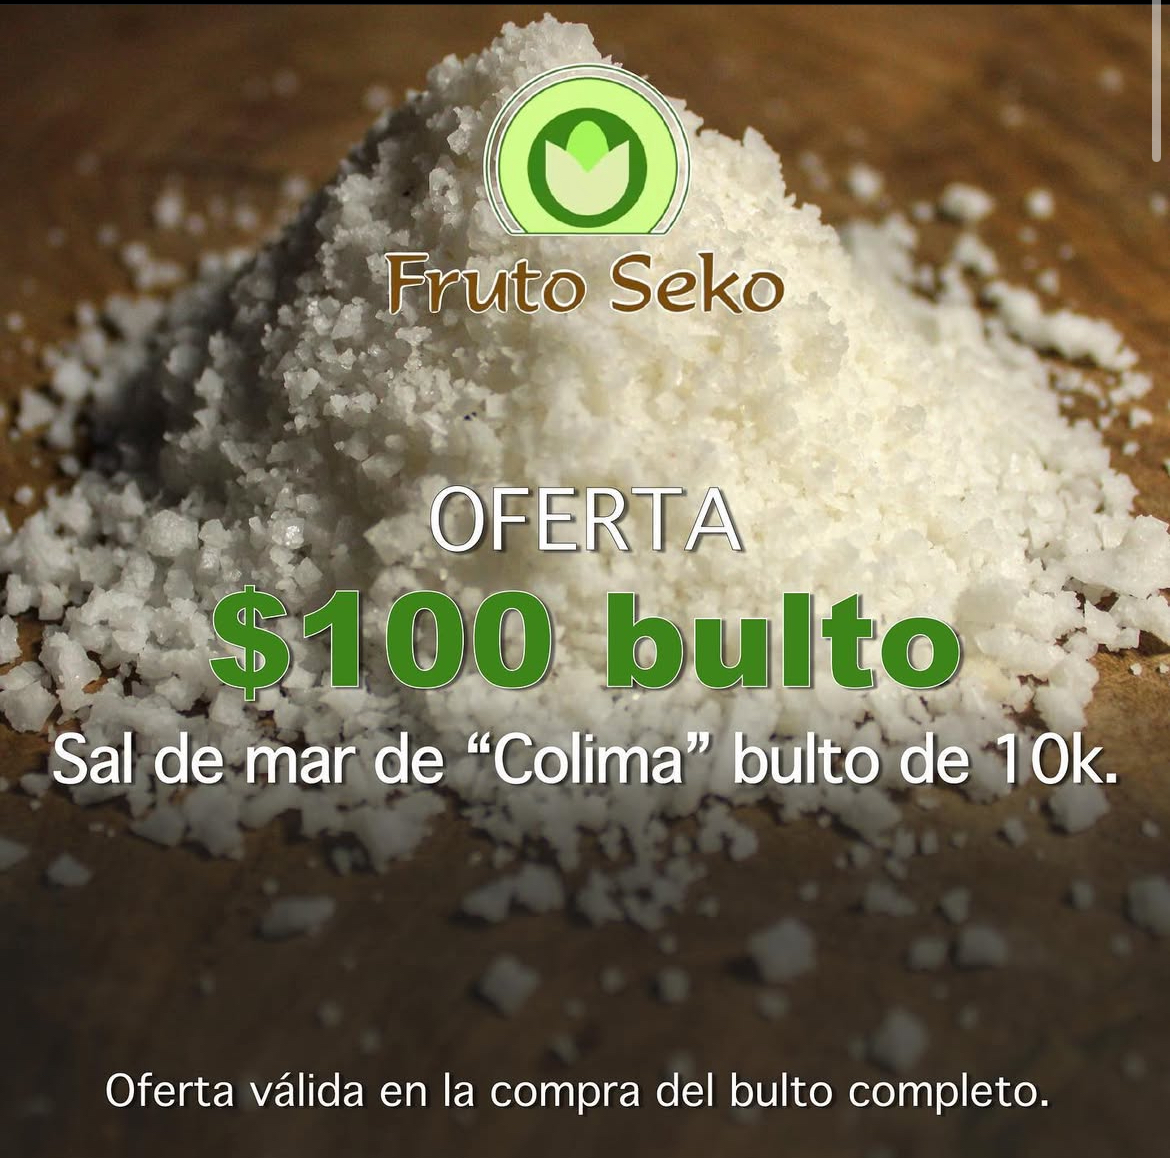 Fruto Seko
OFERTA
$100 bulto
Sal de mar de “Colima” bulto de 10k.
Oferta válida en la compra del bulto completo.